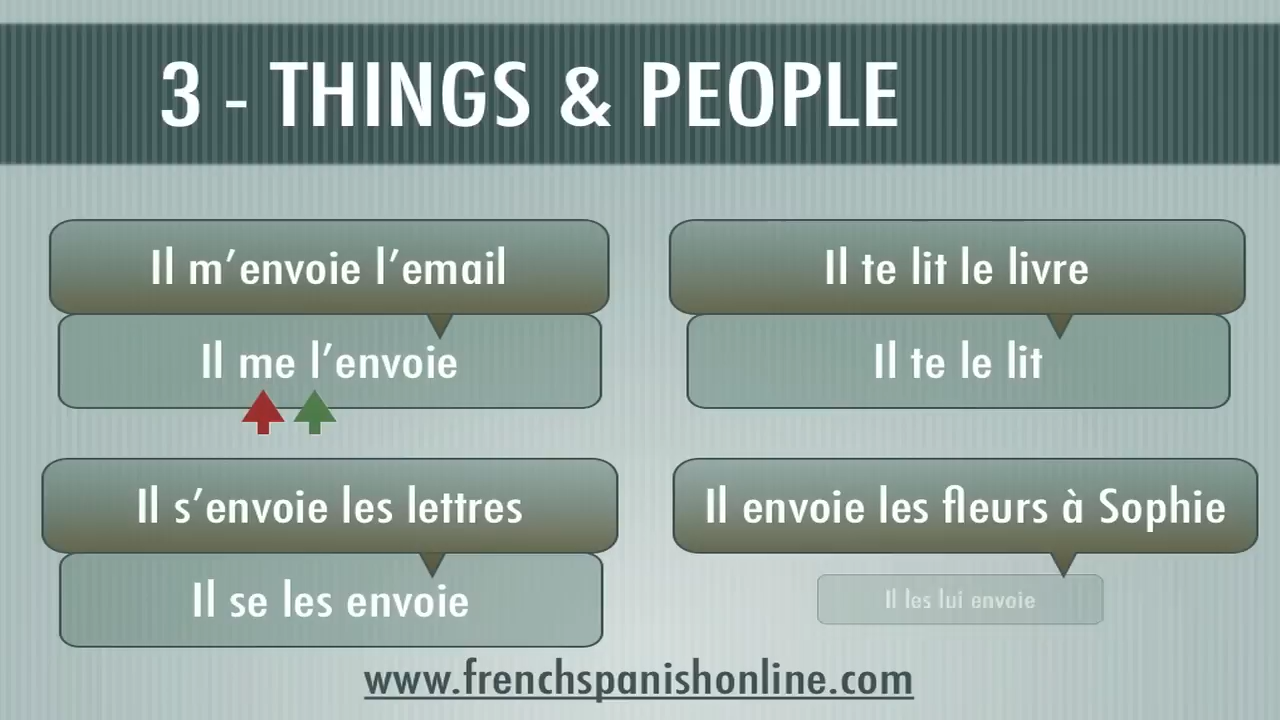 3 - THINGS & PEOPLE
Il m’envoie l’email
Il te lit le livre
Il me l’envoie
Il te le lit
Il s’envoie les lettres
Il envoie les fleurs à Sophie
Il se les envoie
Il les lui envoie
www.frenchspanishonline.com